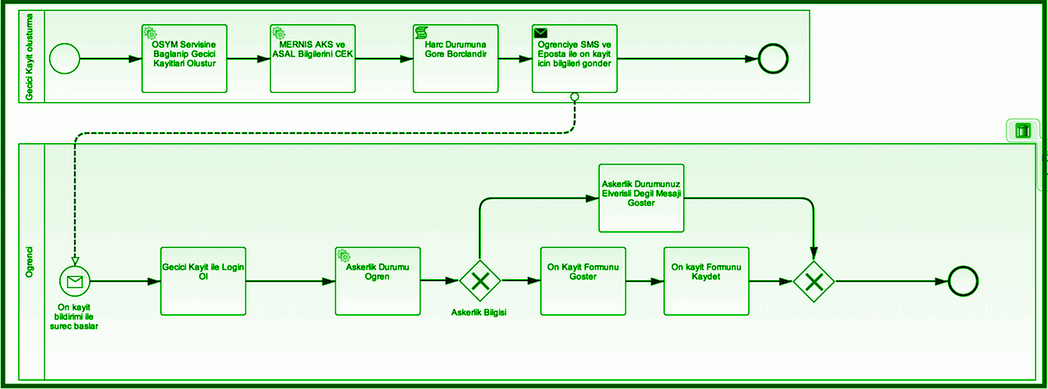 Gecici Kayit olusturma
OSYM Servisine
Baglanip Gecici
Kayitlari Olustur
MERNIS AKS ve
ASAL Bilgilerini CEK
Harc Durumuna
Gore Borclandir
Ogrenciye SMS ve
Eposta ile on kayit
icin bilgileri gonder
Ogrenci
On kayit
bildirimi ile
surec baslar
Gecici Kayit ile Login
Ol
Askerlik Durumu
Ogren
Askerlik Bilgisi
Askerlik Durumunuz
Elverisli Degil Mesaji
Goster
On Kayit Formunu
Goster
On kayit Formunu
Kaydet